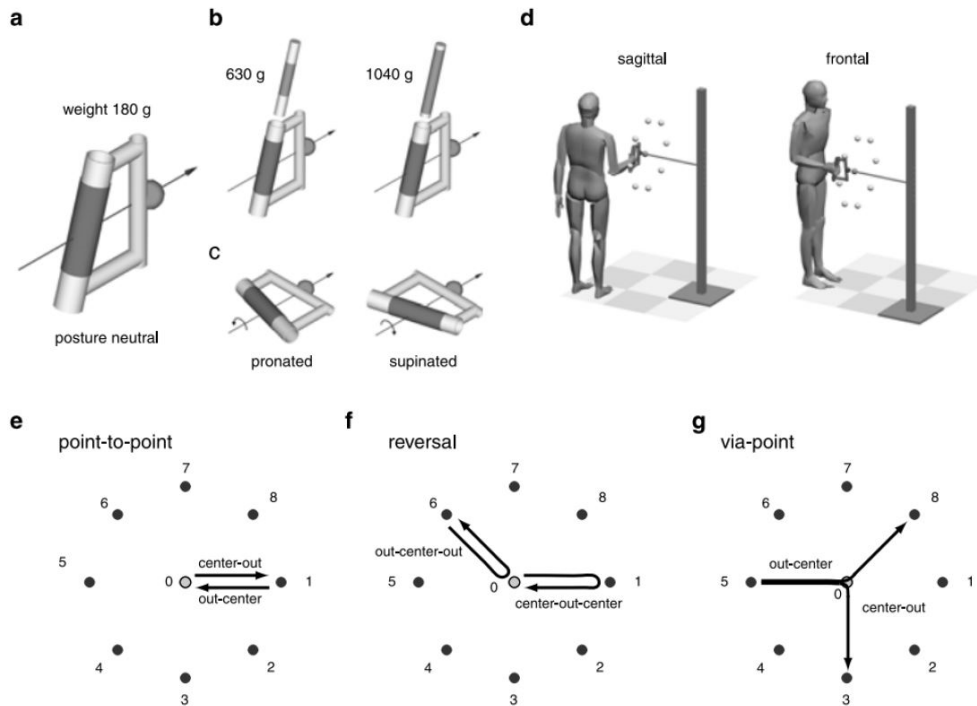 a
weight 180 g
posture neutral
b
630 g
1040 g
c
pronated
supinated
d
sagittal
frontal
e
point-to-point
7
6
8
5
center-out
0
1
out-center
4
2
3
f
reversal
7
6
8
out-center-out
5
0
1
center-out-center
4
2
3
g
via-point
7
6
8
out-center
5
0
1
center-out
4
2
3